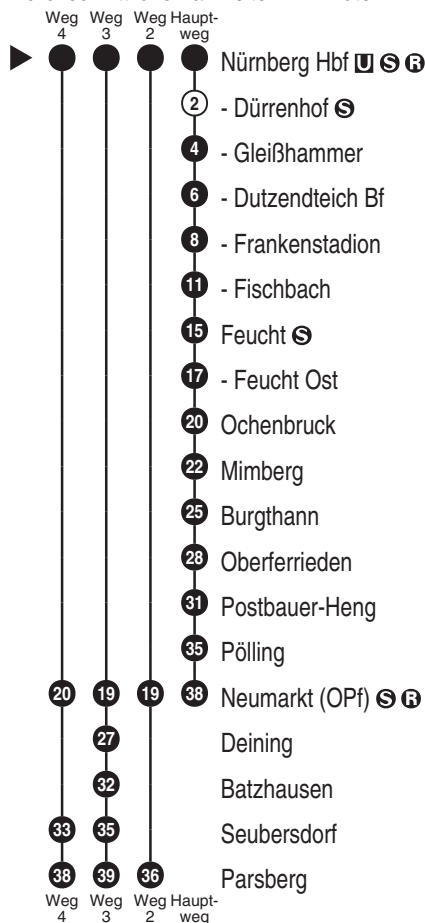 Weg Weg Weg Haupt-
4 3 2 weg
Nürnberg Hbf U S R
2 - Dürrenhof S
4 - Gleißhammer
6 - Dutzendteich Bf
8 - Frankenstadion
11 - Fischbach
15 Feucht S
17 - Feucht Ost
20 Ochenbruck
22 Mimberg
25 Burgthann
28 Oberferrieden
31 Postbauer-Heng
35 Pölling
20 19 19 38 Neumarkt (OPf) S R
27 Deining
32 Batzhausen
33 35 Seubersdorf
38 39 36 Parsberg
Weg Weg Weg Haupt-
4 3 2 weg